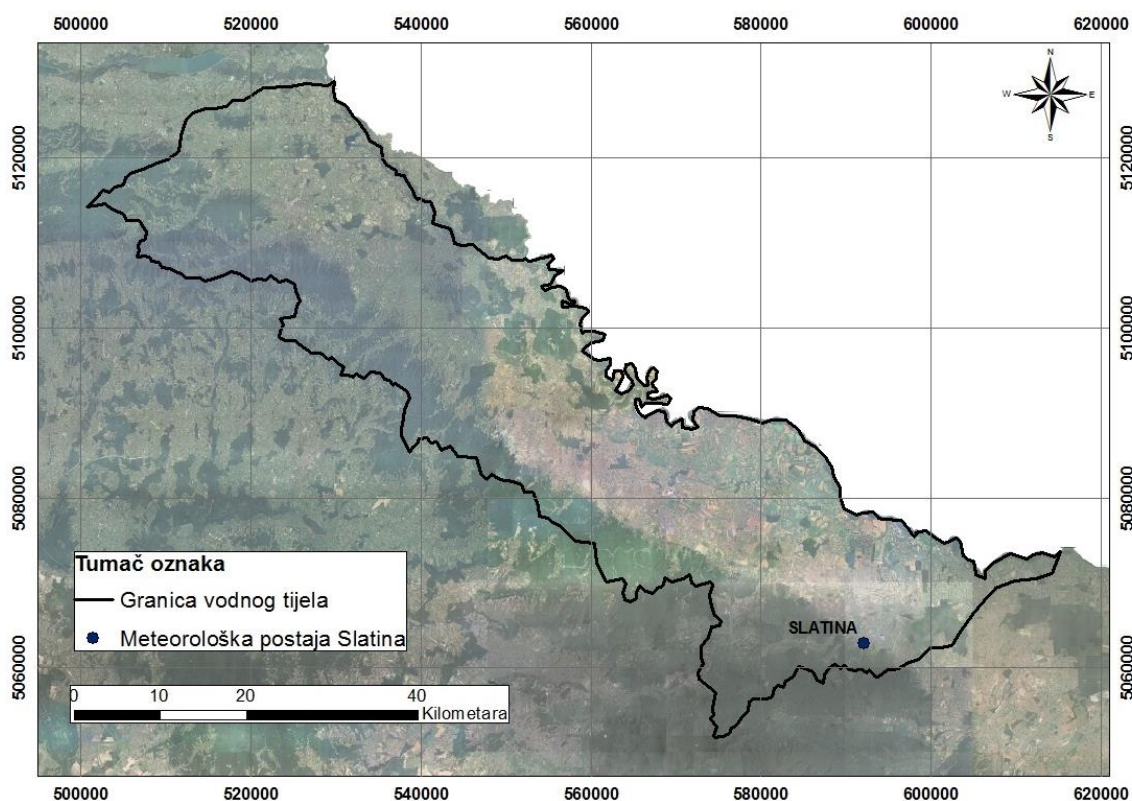 500000 520000 540000 560000 580000 600000 620000
N
W E
S
5120000 5120000
5100000 5100000
5080000 5080000
Tumač oznaka
Granica vodnog tijela
Meteorološka postaja Slatina
SLATINA
5060000 5060000
0 10 20 40
Kilometara
500000 520000 540000 560000 580000 600000 620000